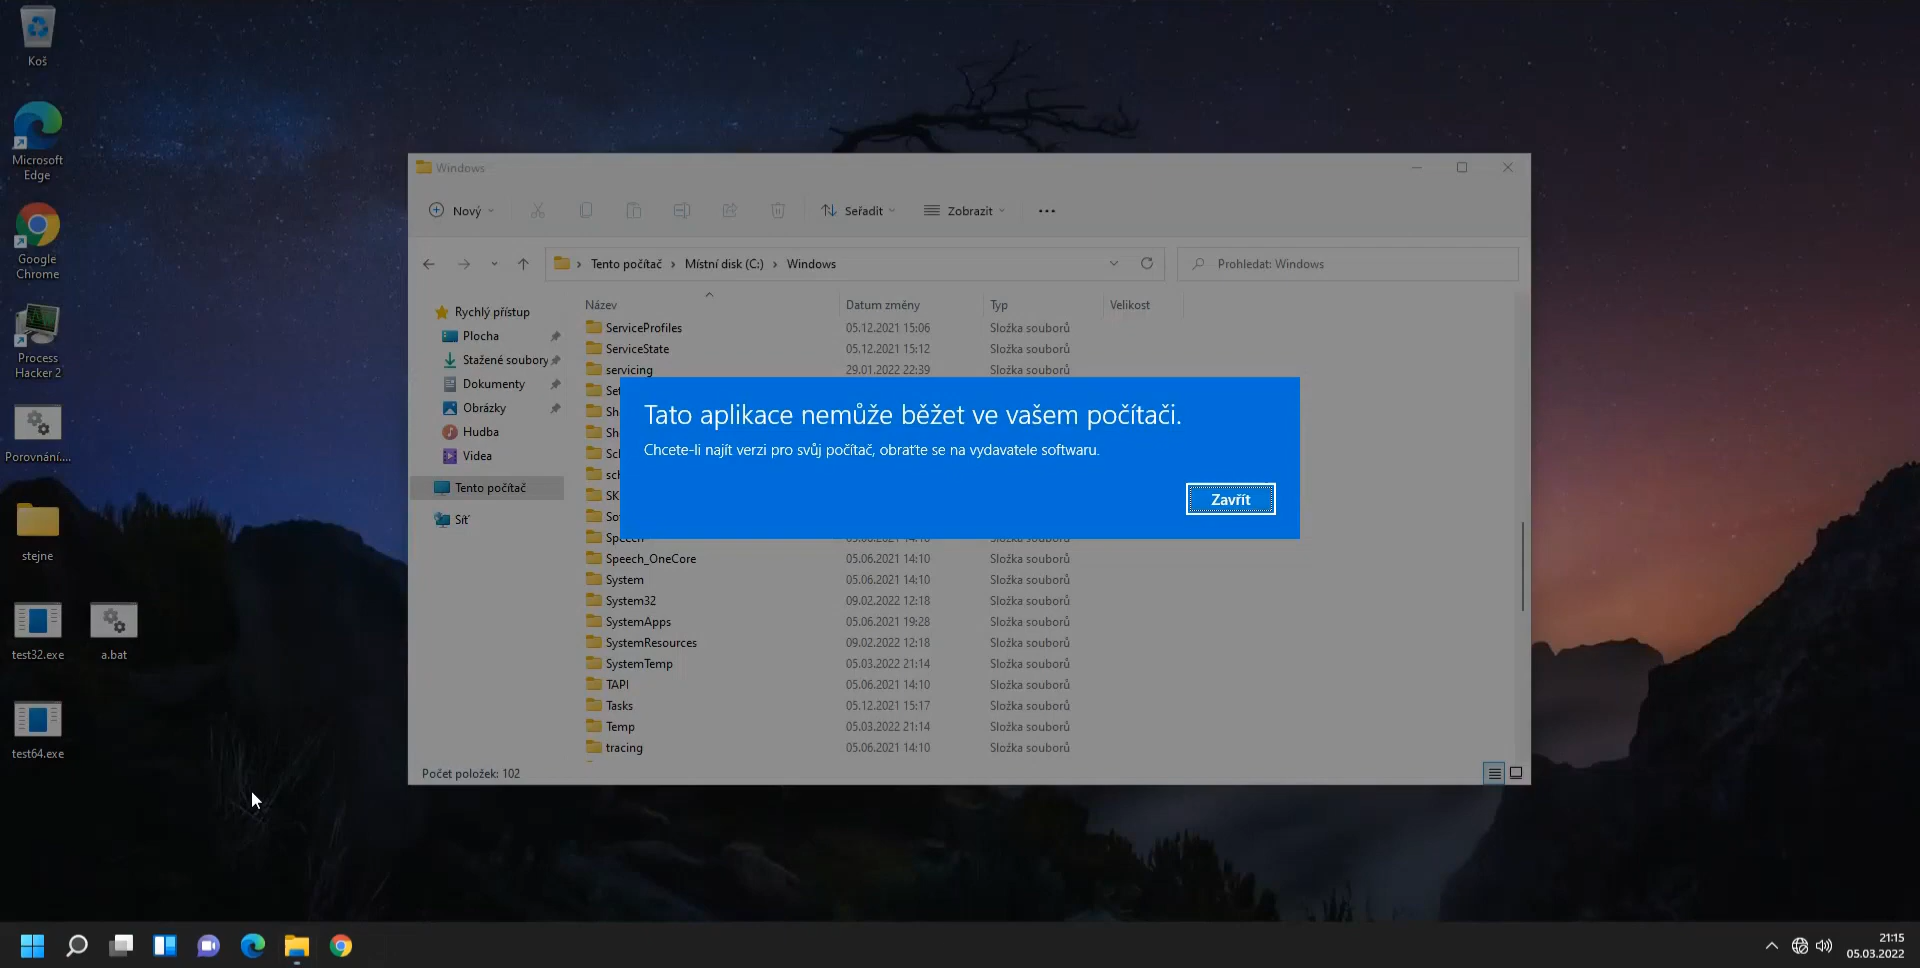 Koš
Microsoft
Edge
Google
Chrome
Process
Hacker 2
Porovnání....
stejne
test32.exe
a.bat
test64.exe
Windows
Nový
Seřadit
Zobrazit
Tento počítač > Místní disk (C:) > Windows
Prohledat: Windows
Rychlý přístup
Plocha
Stažené soubory
Dokumenty
Obrázky
Hudba
Videa
Tento počítač
Síť
Název Datum změny Typ Velikost
ServiceProfiles 05.12.2021 15:06 Složka souborů
ServiceState 05.12.2021 15:12 Složka souborů
servicing 29.01.2022 22:39 Složka souborů
Tato aplikace nemůže běžet ve vašem počítači.
Chcete-li najít verzi pro svůj počítač, obraťte se na vydavatele softwaru.
Zavřít
Speech_OneCore 05.06.2021 14:10 Složka souborů
System 05.06.2021 14:10 Složka souborů
System32 09.02.2022 12:18 Složka souborů
SystemApps 05.06.2021 19:28 Složka souborů
SystemResources 09.02.2022 12:18 Složka souborů
SystemTemp 05.03.2022 21:14 Složka souborů
TAPI 05.06.2021 14:10 Složka souborů
Tasks 05.12.2021 15:17 Složka souborů
Temp 05.03.2022 21:14 Složka souborů
tracing 05.06.2021 14:10 Složka souborů
Počet položek: 102
21:15
05.03.2022